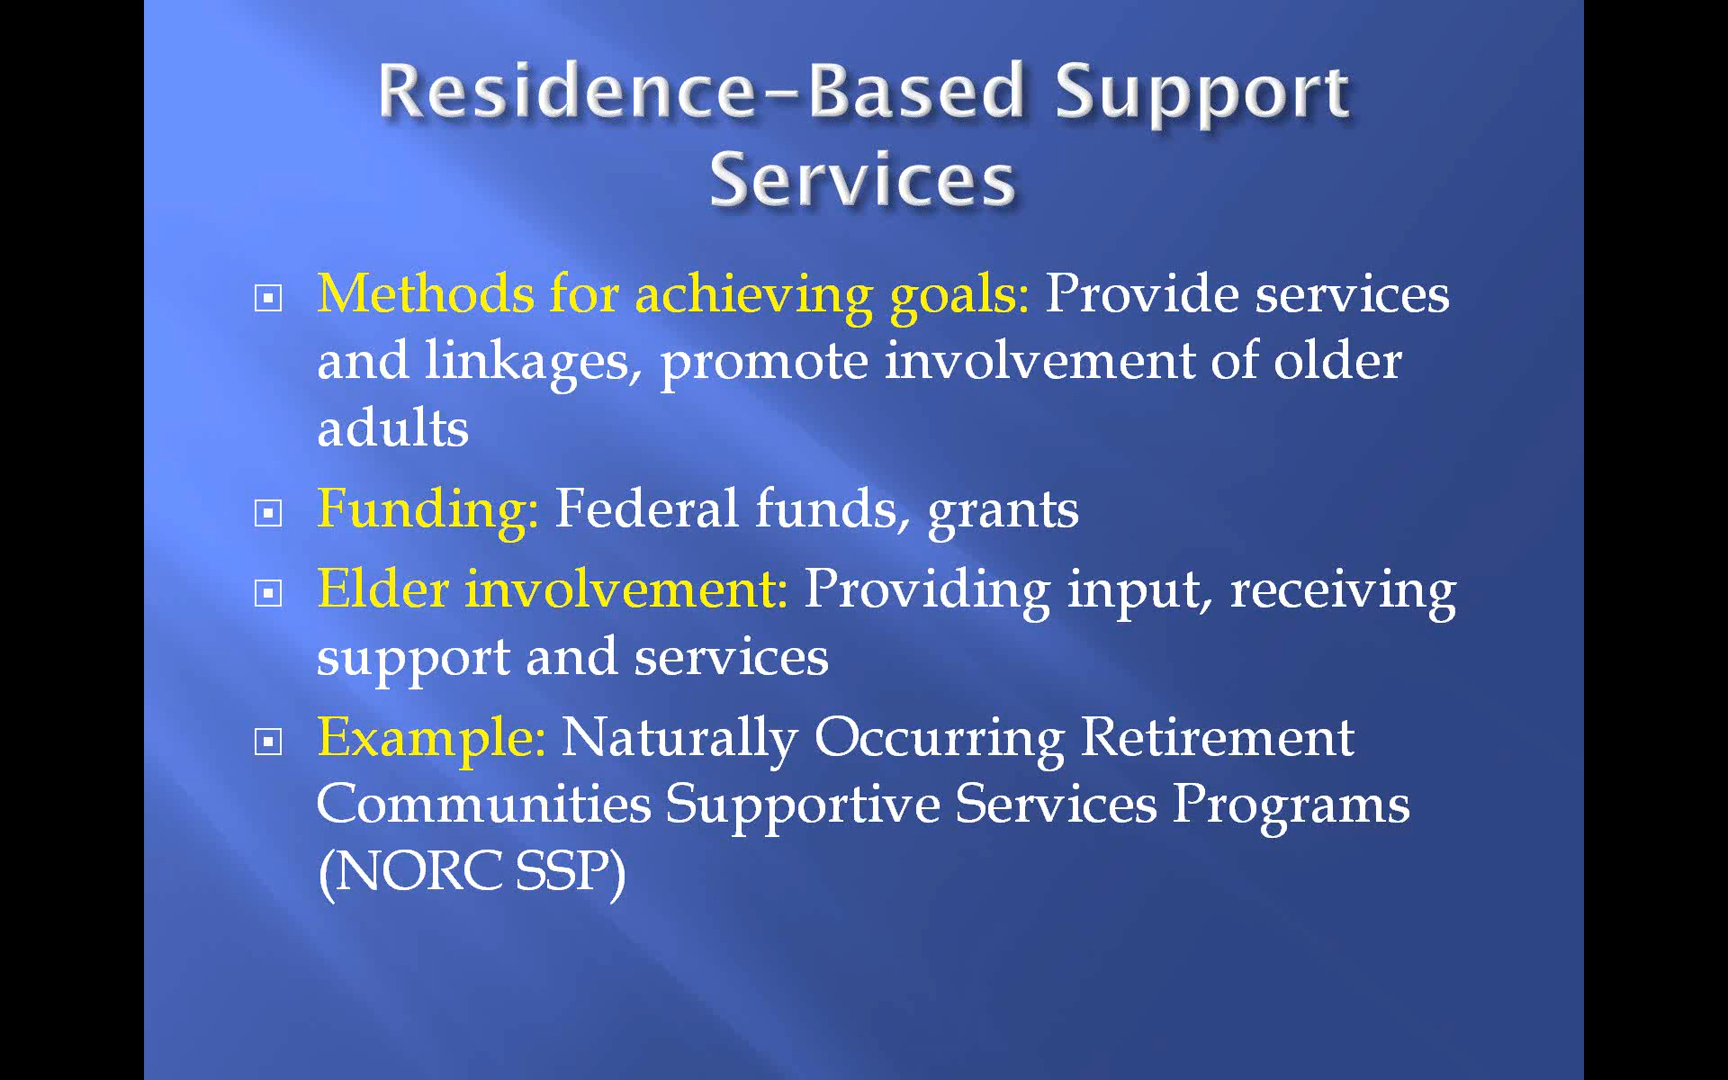 Residence-Based Support
Services
Methods for achieving goals: Provide services
and linkages, promote involvement of older
adults
Funding: Federal funds, grants
Elder involvement: Providing input, receiving
support and services
Example: Naturally Occurring Retirement
Communities Supportive Services Programs
(NORC SSP)